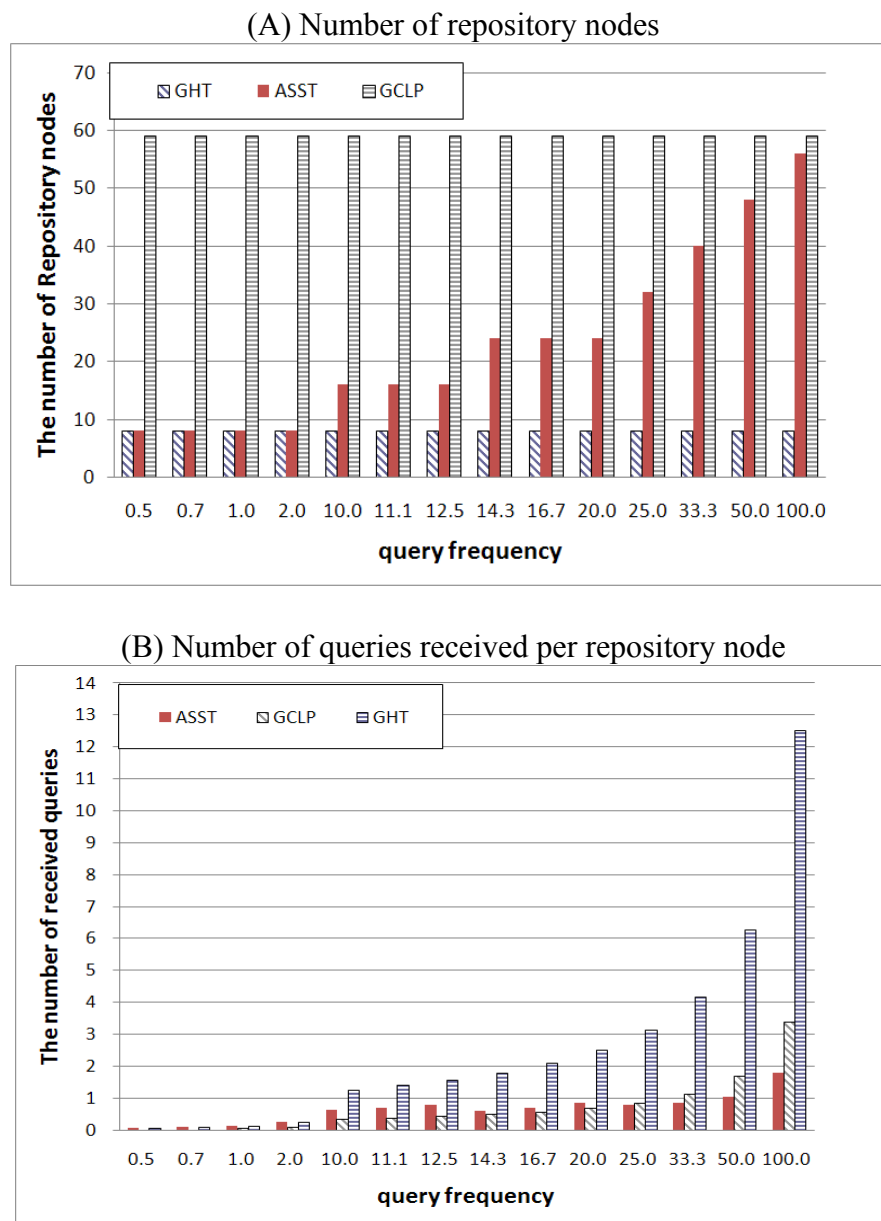 (A) Number of repository nodes
GHT ASST GCLP
The number of Repository nodes
70
60
50
40
30
20
10
0
0.5 0.7 1.0 2.0 10.0 11.1 12.5 14.3 16.7 20.0 25.0 33.3 50.0 100.0
query frequency
(B) Number of queries received per repository node
ASST GCLP GHT
The number of received queries
14
13
12
11
10
9
8
7
6
5
4
3
2
1
0
0.5 0.7 1.0 2.0 10.0 11.1 12.5 14.3 16.7 20.0 25.0 33.3 50.0 100.0
query frequency